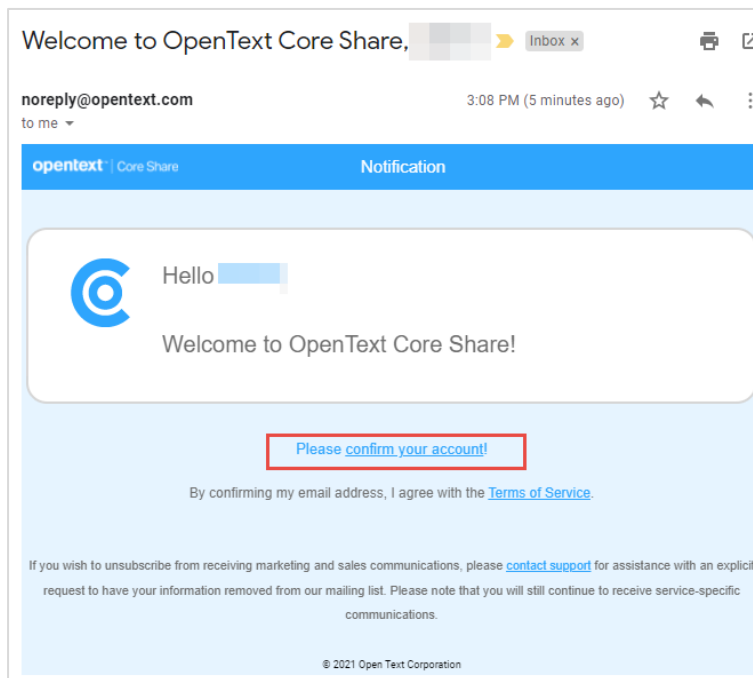 Welcome to OpenText Core Share,
Inbox x
noreply@opentext.com
3:08 PM (5 minutes ago)
to me
opentext™ | Core Share
Notification
Hello
Welcome to OpenText Core Share!
Please confirm your account!
By confirming my email address, I agree with the Terms of Service.
If you wish to unsubscribe from receiving marketing and sales communications, please contact support for assistance with an explicit
request to have your information removed from our mailing list. Please note that you will still continue to receive service-specific
communications.
© 2021 Open Text Corporation